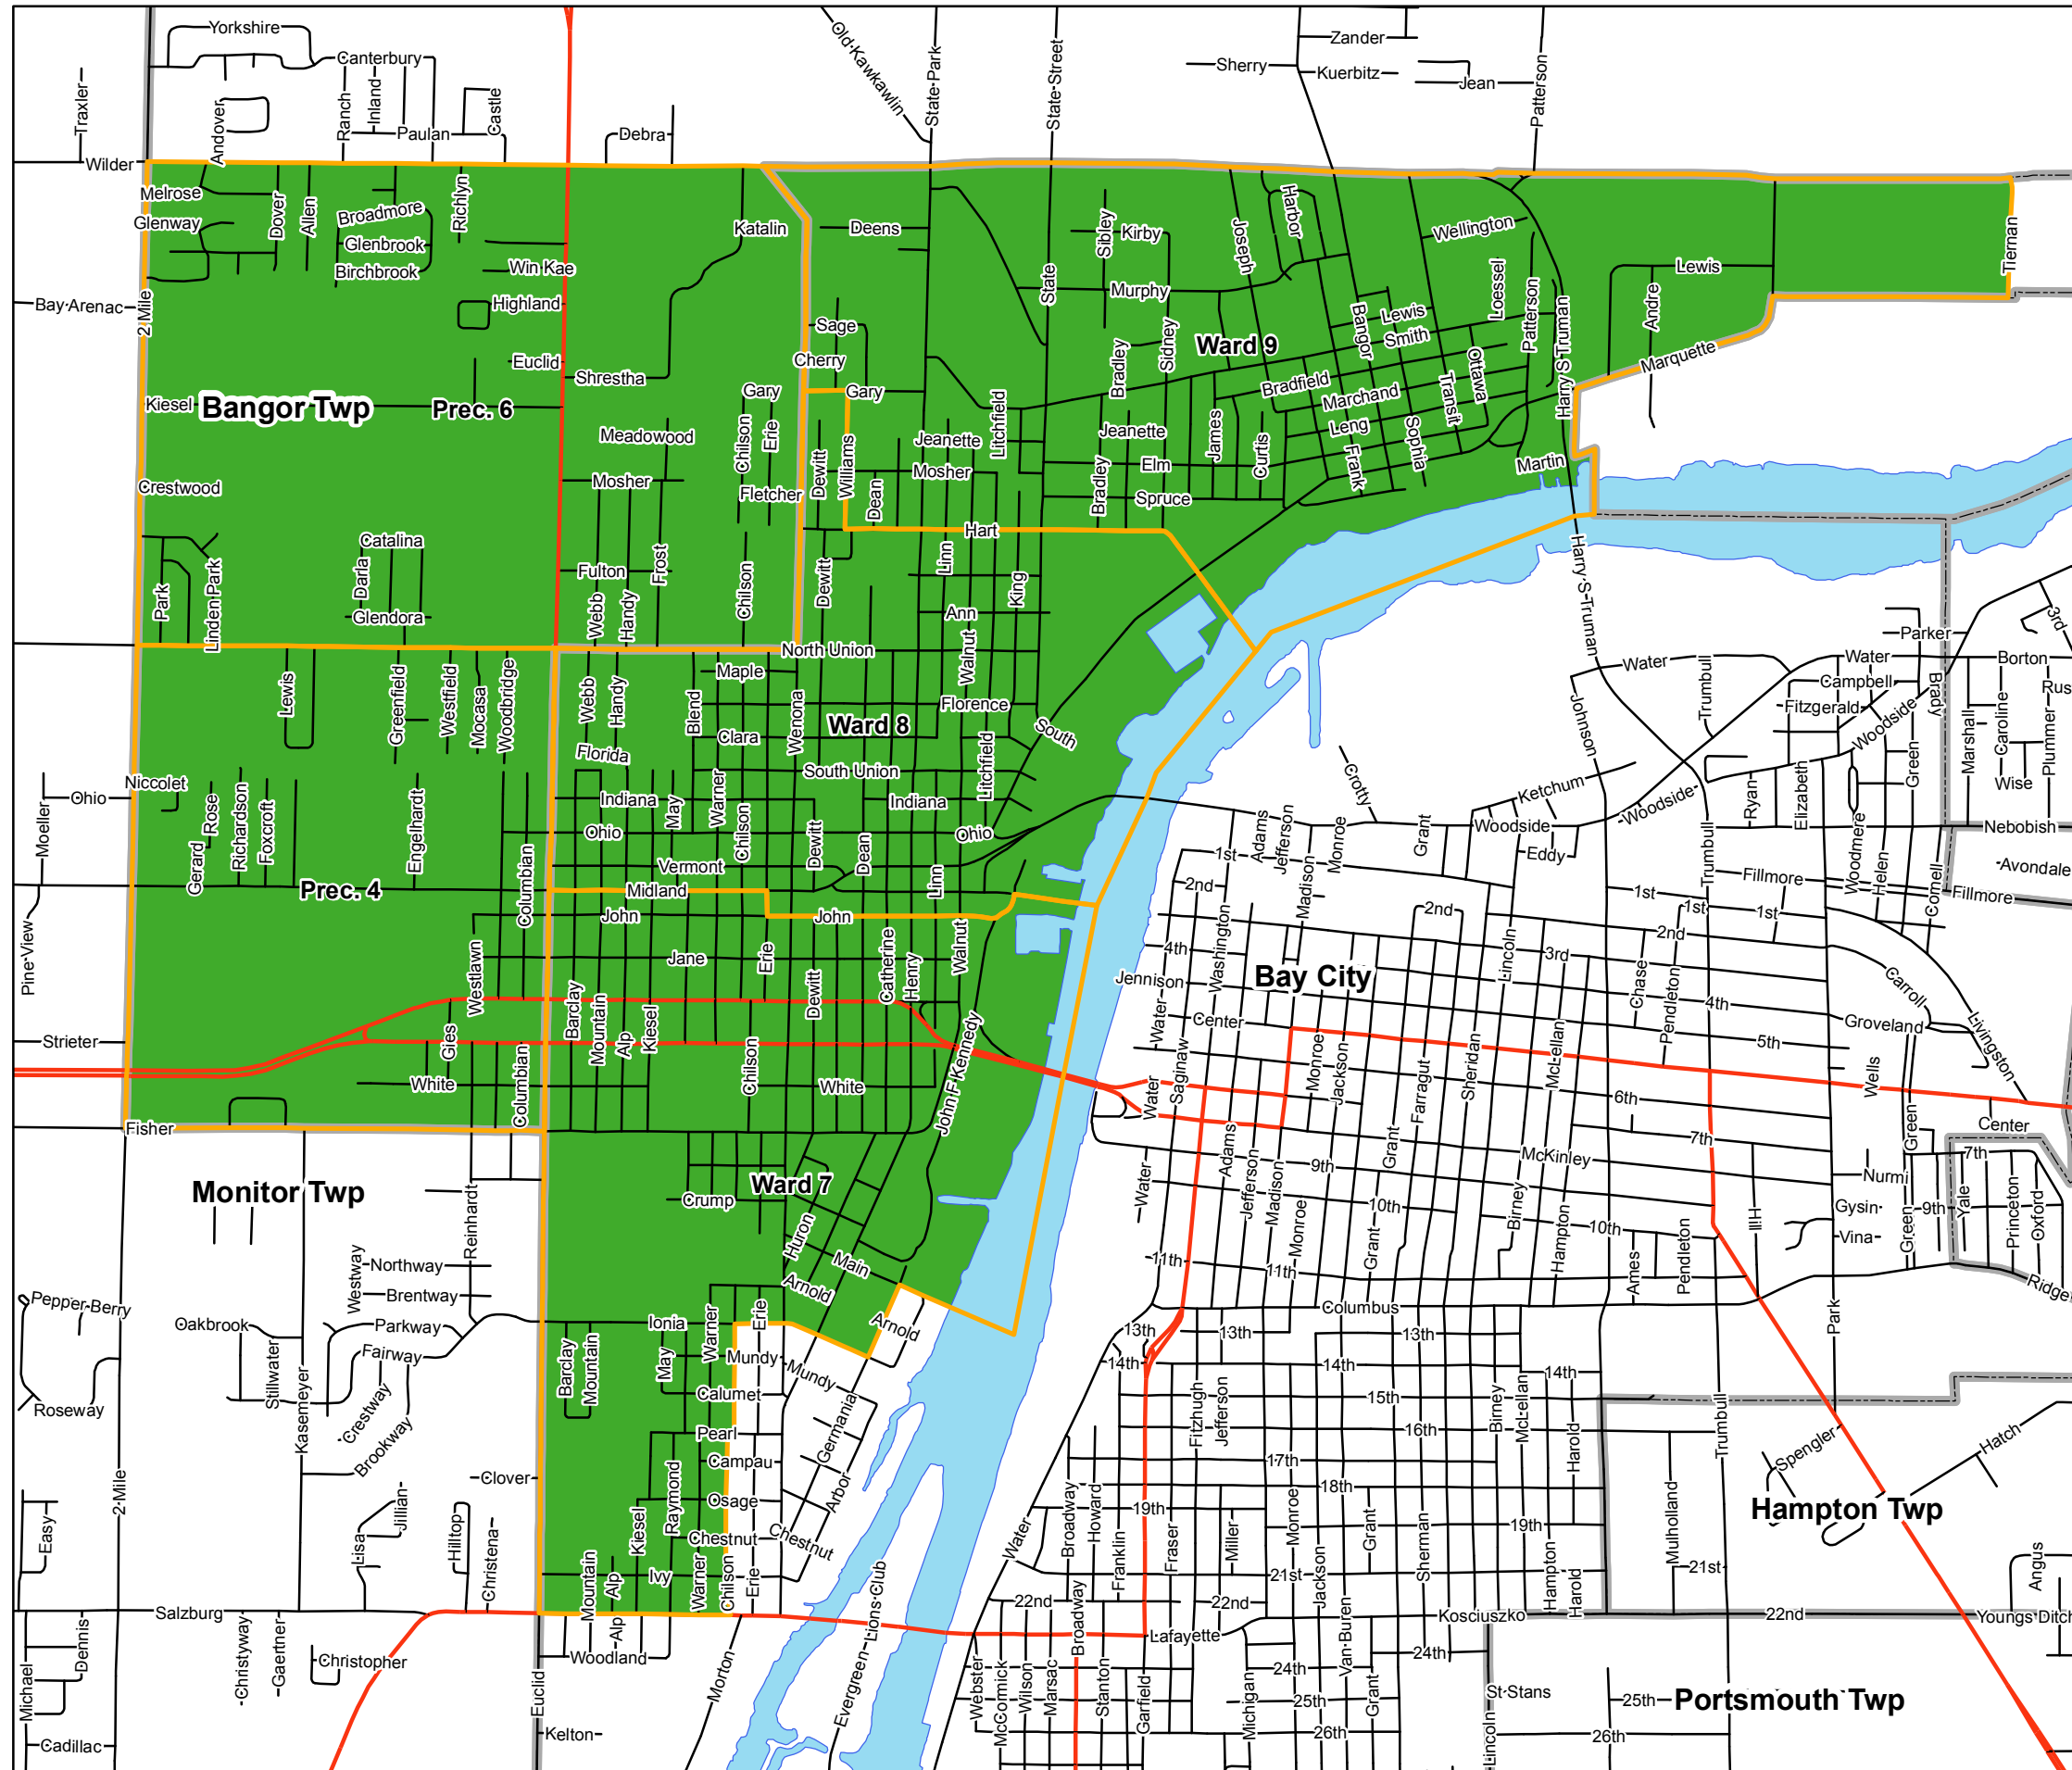 Yorkshire
Canterbury
Traxler
Andover
Ranch
Inland
Paulan
Castle
Debra
Old Kawkawlin
State Park
State Street
Sherry
Zander
Kuerbitz
Jean
Patterson
Wilder
Melrose
Glenway
Dover
Allen
Broadmore
Glenbrook
Birchbrook
Richlyn
Win Kae
Highland
Katalin
Deens
Sibley
Kirby
Joseph
Harbor
Wellington
Loessel
Patterson
Lewis
Tiernan
Bay-Arenac
2 Mile
Sage
Cherry
State
Murphy
Andre
Bradley
Sidney
Ward 9
Bangor
Lewis
Smith
Ottawa
Harry S Truman
Marquette
Euclid
Shrestha
Kiesel
Bangor Twp
Prec. 6
Gary
Gary
Bradfield
Marchand
Transit
Leng
Meadowood
Chilson
Erie
Dewitt
Williams
Jeanette
Litchfield
Jeanette
James
Curtis
Frank
Sophia
Martin
Crestwood
Mosher
Fletcher
Dean
Mosher
Bradley
Elm
Spruce
Catalina
Hart
Park
Linden Park
Darla
Glendora
Fulton
Webb
Handy
Frost
Chilson
Dewitt
Linn
King
Ann
Walnut
Harry S Truman
North Union
Lewis
Greenfield
Westfield
Mocasa
Woodbridge
Webb
Handy
Maple
Blend
Clara
Wenona
Ward 8
Florence
South
Florida
South Union
Litchfield
Water
Trumbull
Water
Parker
3rd
Borton
Campbell
Fitzgerald
Woodside
Brady
Rus
Caroline
Marshall
Plummer
Wise
Johnson
Green
Niccolet
Ohio
Moeller
Gerard
Rose
Richardson
Foxcroft
Engelhardt
Indiana
May
Warner
Chilson
Indiana
Ohio
Dewitt
Dean
Ohio
Vermont
Linn
Crotty
Ketchum
Woodside
Woodside
Ryan
Elizabeth
Woodmere
Helen
Nebobish
Avondale
Adams
Jefferson
Monroe
Grant
Eddy
Trumbull
1st
2nd
Madison
Fillmore
Cornell
Fillmore
Prec. 4
Columbian
Midland
John
John
2nd
1st
1st
1st
2nd
Pine View
Westlawn
Jane
Erie
Catherine
Henry
Walnut
Washington
4th
Jennison
Bay City
Lincoln
3rd
Chase
Pendleton
4th
Carroll
Groveland
Livingston
Strieter
Gies
Barclay
Mountain
Alp
Kiesel
Dewitt
Water
Center
5th
White
Columbian
Chilson
White
John F Kennedy
Water
Saginaw
Monroe
Jackson
Farragut
Sheridan
McLellan
6th
Wells
Green
Center
Fisher
Adams
Jefferson
Madison
9th
Grant
McKinley
7th
7th
Nurmi
Monitor Twp
Crump
Ward 7
Huron
Main
Water
Monroe
10th
Grant
Birney
Hampton
10th
Ames
Pendleton
Hill
Gysin
Vina
Green
9th
Yale
Princeton
Oxford
Reinhardt
Westway
Northway
Brentway
Arnold
11th
11th
Pepper Berry
Oakbrook
Parkway
Fairway
Ionia
Warner
Erie
Arnold
Columbus
Park
Stillwater
Kasemeyer
Crestway
Brookway
Barclay
Mountain
May
Mundy
Mundy
Calumet
13th
13th
13th
14th
14th
14th
Roseway
Pearl
Campau
Germania
Fitzhugh
Jefferson
15th
16th
Birney
McLellan
Harold
Trumbull
Spengler
Hatch
2 Mile
Clover
Jillian
Raymond
Osage
Arbor
17th
18th
Hampton Twp
Easy
Lisa
Hilltop
Christena
Kiesel
Chestnut
Chestnut
Water
Broadway
Howard
19th
Franklin
Fraser
Miller
Monroe
Grant
Sherman
19th
Mulholland
Mountain
Alp
Ivy
Warner
Chilson
Erie
Evergreen
Lions Club
21st
Jackson
Hampton
Harold
21st
Angus
Salzburg
22nd
22nd
Kosciuszko
22nd
Youngs Ditch
Dennis
Christyway
Gaertner
Alp
Christopher
Woodland
Broadway
Lafayette
Michael
Euclid
Morton
Webster
McCormick
Wilson
Marsac
Stanton
Garfield
Michigan
24th
Van Buren
Grant
24th
25th
26th
St Stans
Lincoln
25th
26th
Portsmouth Twp
Cadillac
Kelton